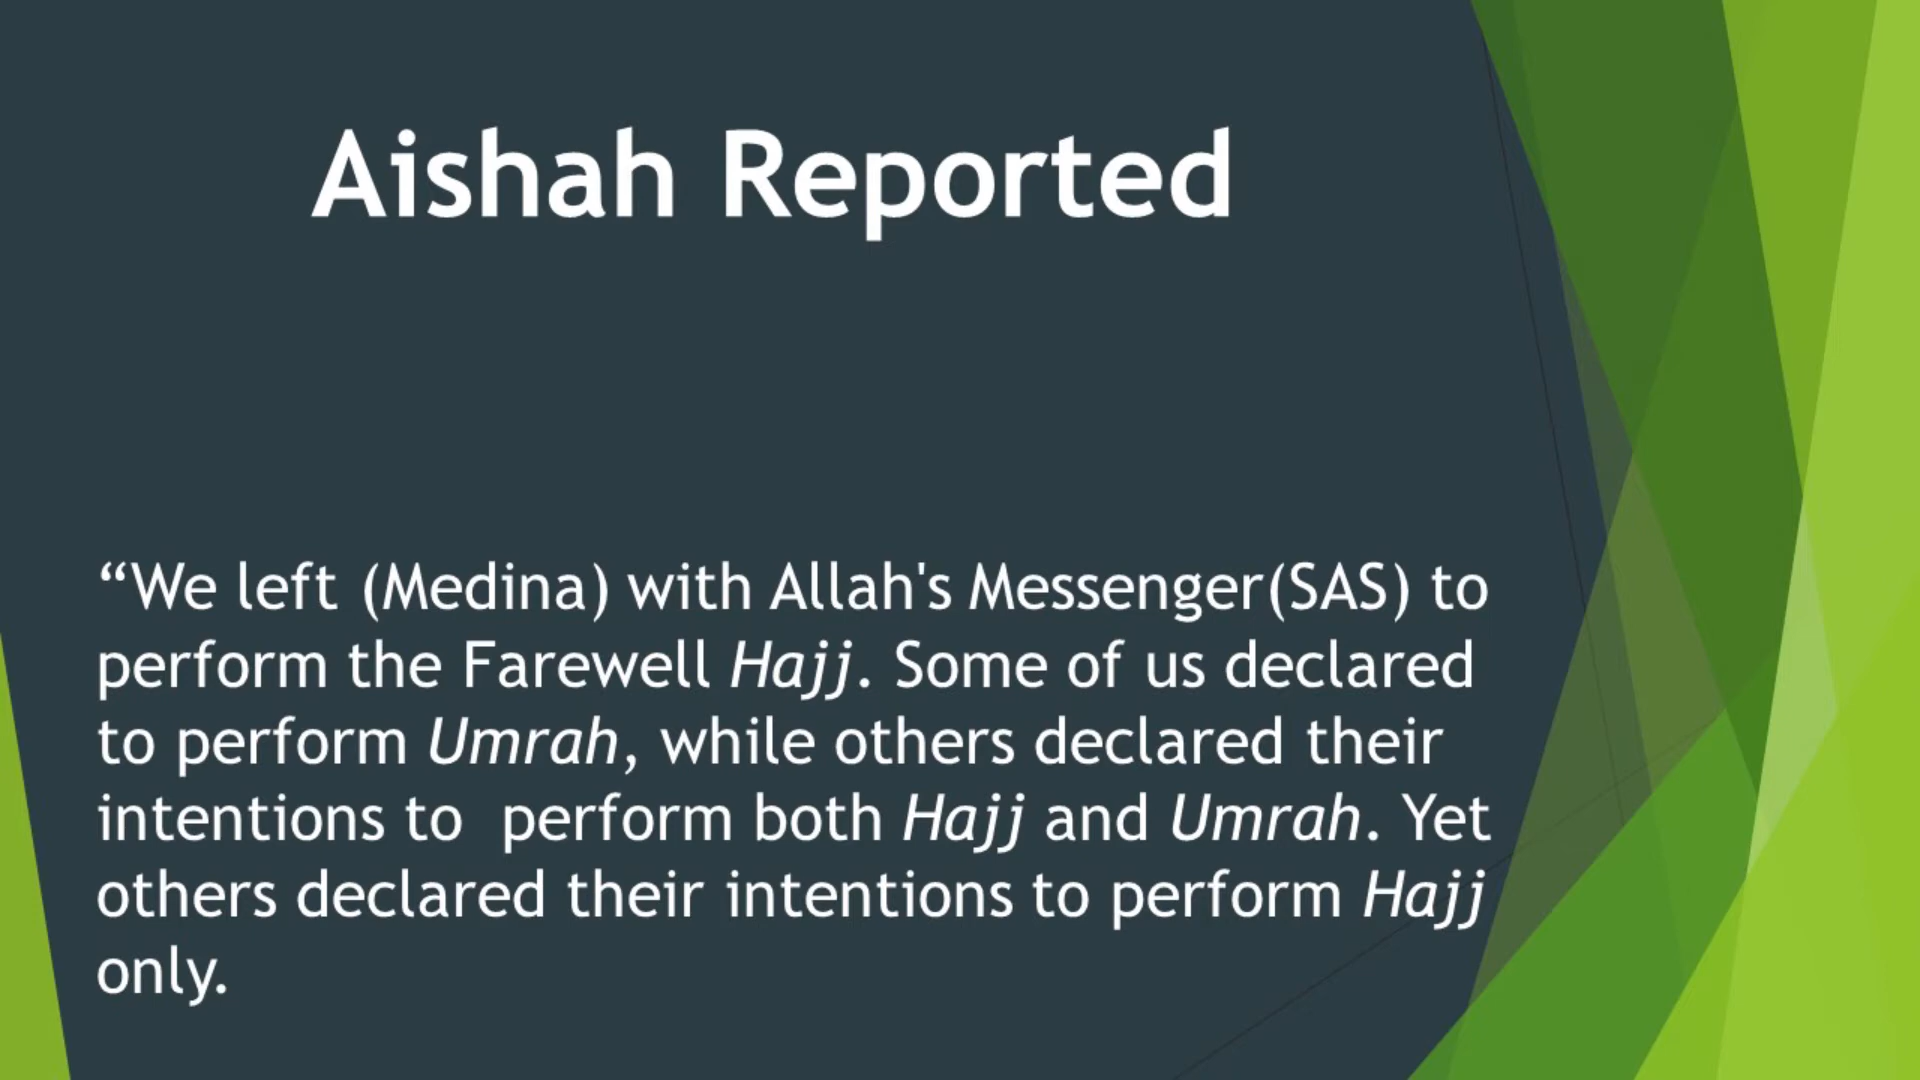 Aishah Reported
“We left (Medina) with Allah's Messenger(SAS) to
perform the Farewell Hajj. Some of us declared
to perform Umrah, while others declared their
intentions to  perform both Hajj and Umrah. Yet
others declared their intentions to perform Hajj
only.